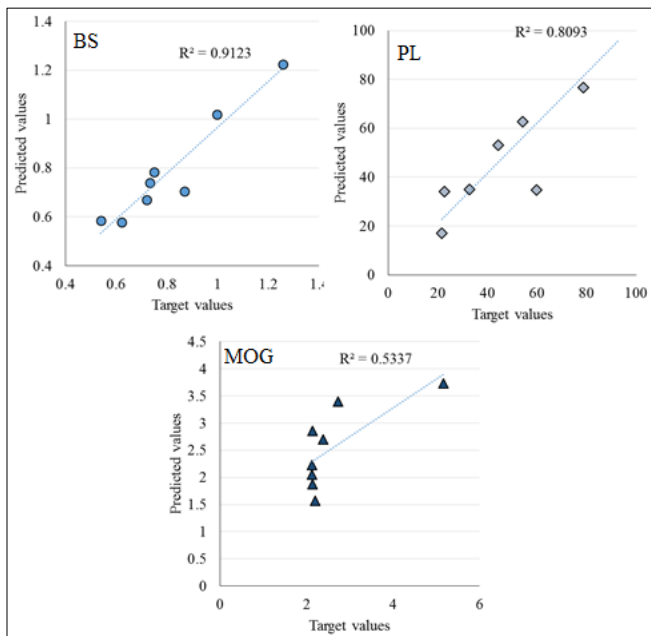 BS
R² = 0.9123
Predicted values
1.4
1.2
1
0.8
0.6
0.4
0.4 0.6 0.8 1 1.2 1.4
Target values
PL
R² = 0.8093
Predicted values
100
80
60
40
20
0
0 20 40 60 80 100
Target values
MOG
R² = 0.5337
Predicted values
4.5
4
3.5
3
2.5
2
1.5
1
0.5
0
0 2 4 6
Target values